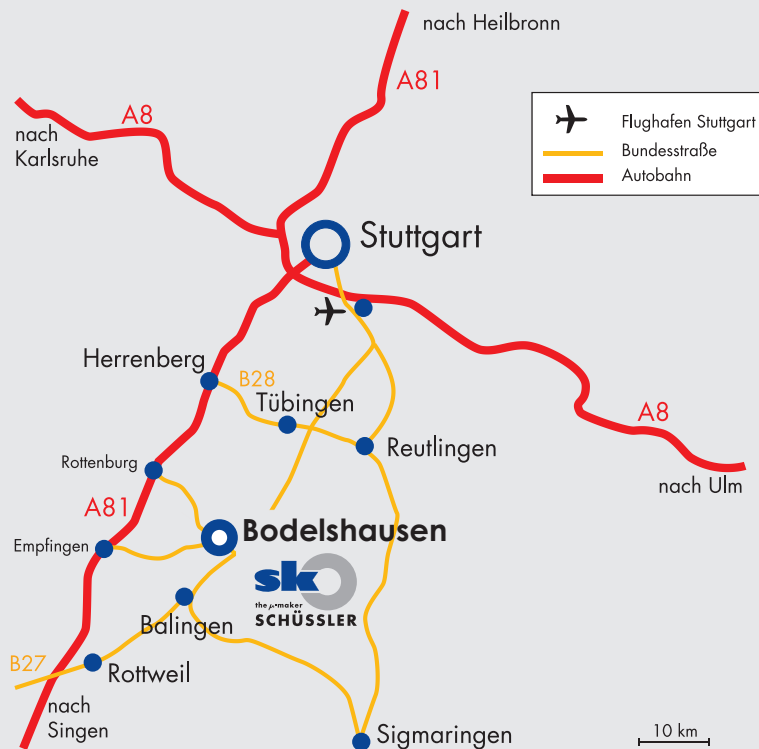 nach Heilbronn
A81
A8
nach
Karlsruhe
Flughafen Stuttgart
Bundesstraße
Autobahn
Stuttgart
Herrenberg
B28
Tübingen
Reutlingen
A8
nach Ulm
Rottenburg
A81
Empfingen
Bodelshausen
sko
the µ-maker
SCHÜSSLER
Balingen
B27
Rottweil
nach
Singen
Sigmaringen
10 km